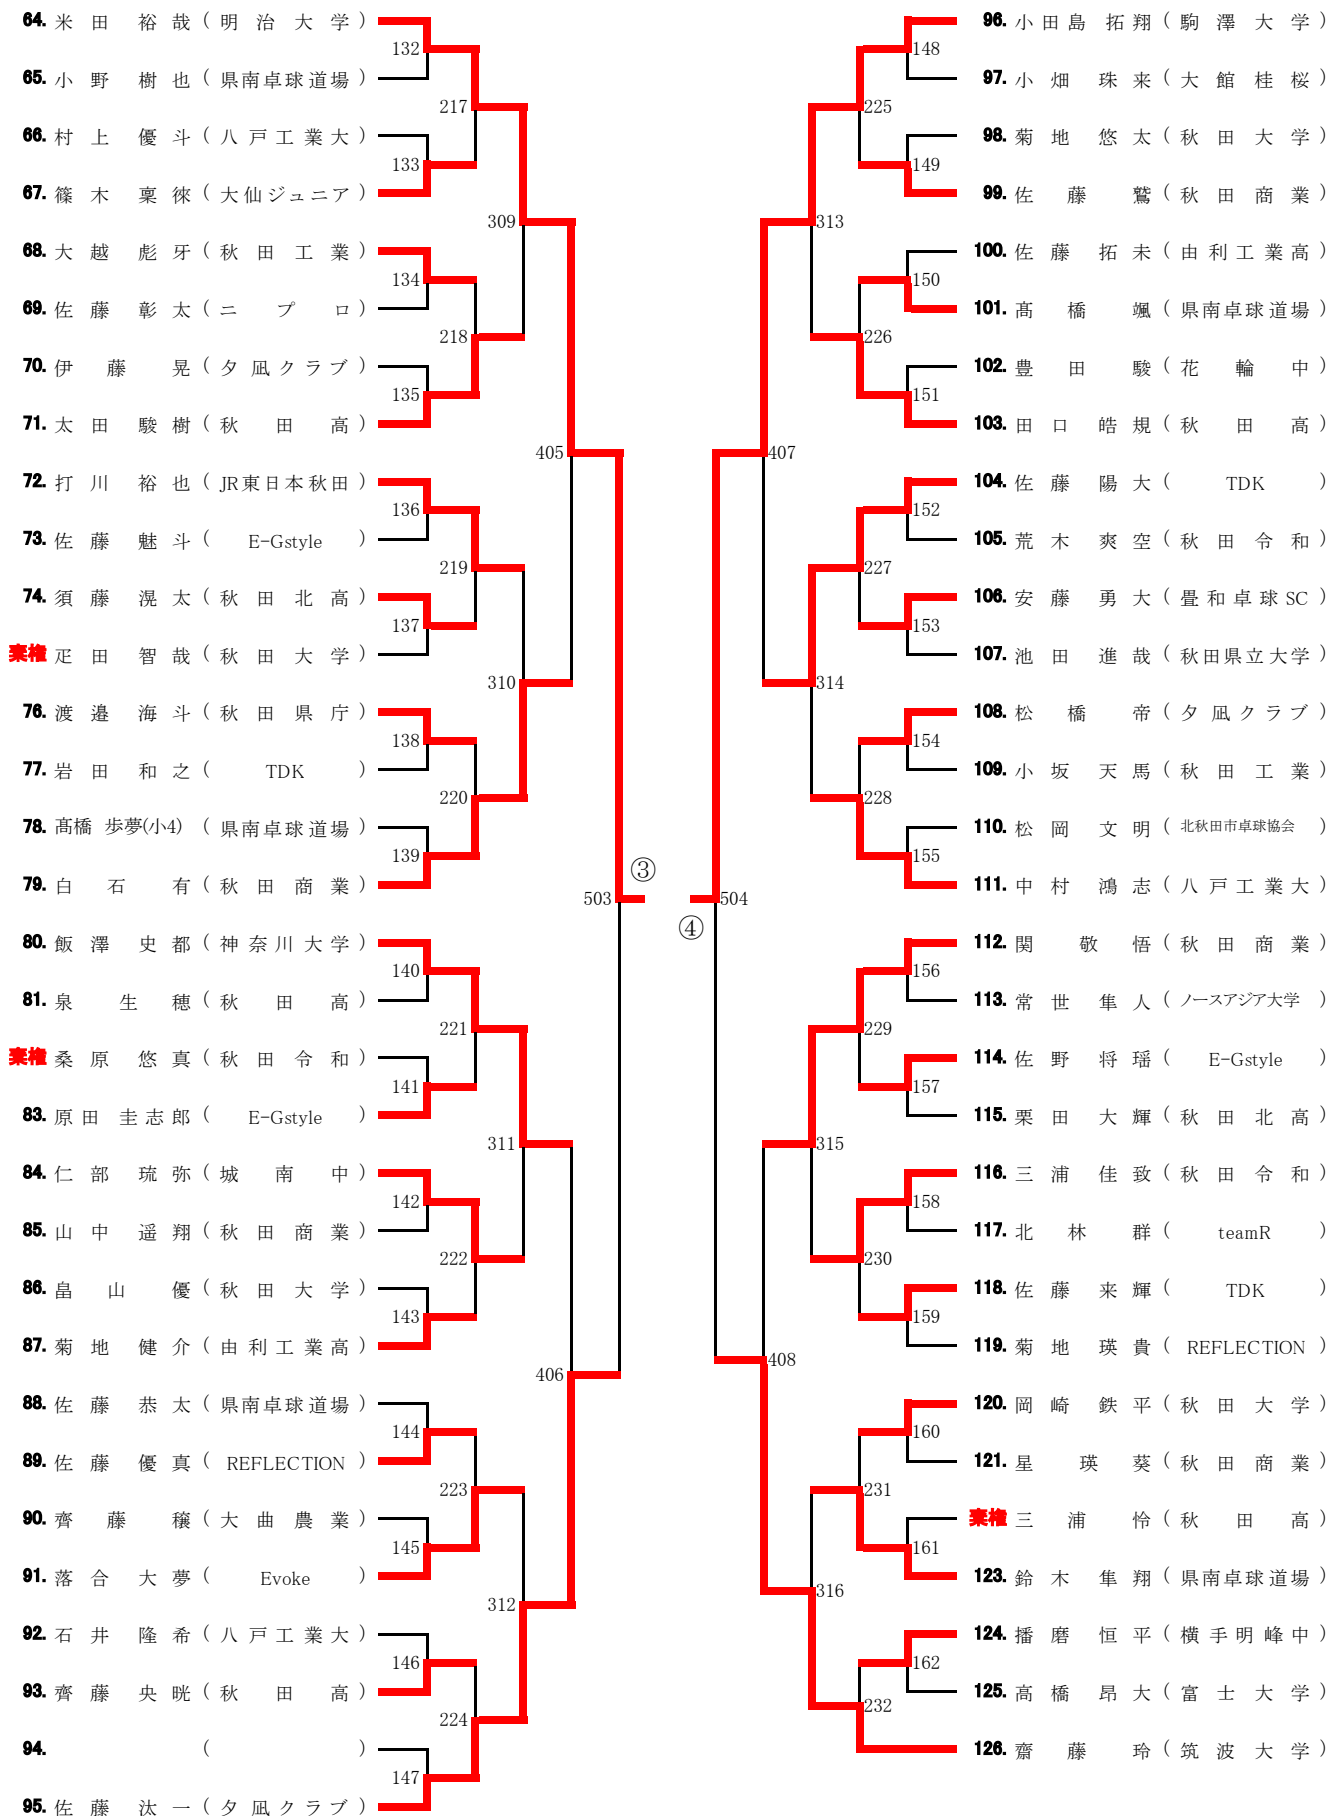 64. 米田裕哉 (明治大学)
132
65. 小野樹也 (県南卓球道場)
217
66. 村上優斗 (八戸工業大)
133
67. 篠木稟徠 (大仙ジュニア)
309
68. 大越彪牙 (秋田工業)
134
69. 佐藤彰太 (ニプロ)
218
70. 伊藤晃 (夕凪クラブ)
135
71. 太田駿樹 (秋田高)
405
72. 打川裕也 (JR東日本秋田)
136
73. 佐藤魅斗 (E-Gstyle)
219
74. 須藤滉太 (秋田北高)
137
棄権 疋田智哉 (秋田大学)
310
76. 渡邉海斗 (秋田県庁)
138
77. 岩田和之 (TDK)
220
78. 髙橋 歩夢(小4) (県南卓球道場)
139
79. 白石有 (秋田商業)
503
③
80. 飯澤史都 (神奈川大学)
140
81. 泉生穂 (秋田高)
221
棄権 桑原悠真 (秋田令和)
141
83. 原田圭志郎 (E-Gstyle)
311
84. 仁部琉弥 (城南中)
142
85. 山中遥翔 (秋田商業)
222
86. 畠山優 (秋田大学)
143
87. 菊地健介 (由利工業高)
406
88. 佐藤恭太 (県南卓球道場)
144
89. 佐藤優真 (REFLECTION)
223
90. 齊藤穣 (大曲農業)
145
91. 落合大夢 (Evoke)
312
92. 石井隆希 (八戸工業大)
146
93. 齊藤央晄 (秋田高)
224
94. ( )
147
95. 佐藤汰一 (夕凪クラブ)
96. 小田島拓翔 (駒澤大学)
148
97. 小畑珠来 (大館桂桜)
225
98. 菊地悠太 (秋田大学)
149
99. 佐藤鷲 (秋田商業)
313
100. 佐藤拓未 (由利工業高)
150
101. 髙橋颯 (県南卓球道場)
226
102. 豊田駿 (花輪中)
151
103. 田口皓規 (秋田高)
407
104. 佐藤陽大 (TDK)
152
105. 荒木爽空 (秋田令和)
227
106. 安藤勇大 (畳和卓球SC)
153
107. 池田進哉 (秋田県立大学)
314
108. 松橋帝 (夕凪クラブ)
154
109. 小坂天馬 (秋田工業)
228
110. 松岡文明 (北秋田市卓球協会)
155
111. 中村鴻志 (八戸工業大)
504
④
112. 関敬悟 (秋田商業)
156
113. 常世隼人 (ノースアジア大学)
229
114. 佐野将瑶 (E-Gstyle)
157
115. 栗田大輝 (秋田北高)
315
116. 三浦佳致 (秋田令和)
158
117. 北林群 (teamR)
230
118. 佐藤来輝 (TDK)
159
119. 菊地瑛貴 (REFLECTION)
408
120. 岡崎鉄平 (秋田大学)
160
121. 星瑛葵 (秋田商業)
231
棄権 三浦怜 (秋田高)
161
123. 鈴木隼翔 (県南卓球道場)
316
124. 播磨恒平 (横手明峰中)
162
125. 高橋昂大 (富士大学)
232
126. 齋藤玲 (筑波大学)